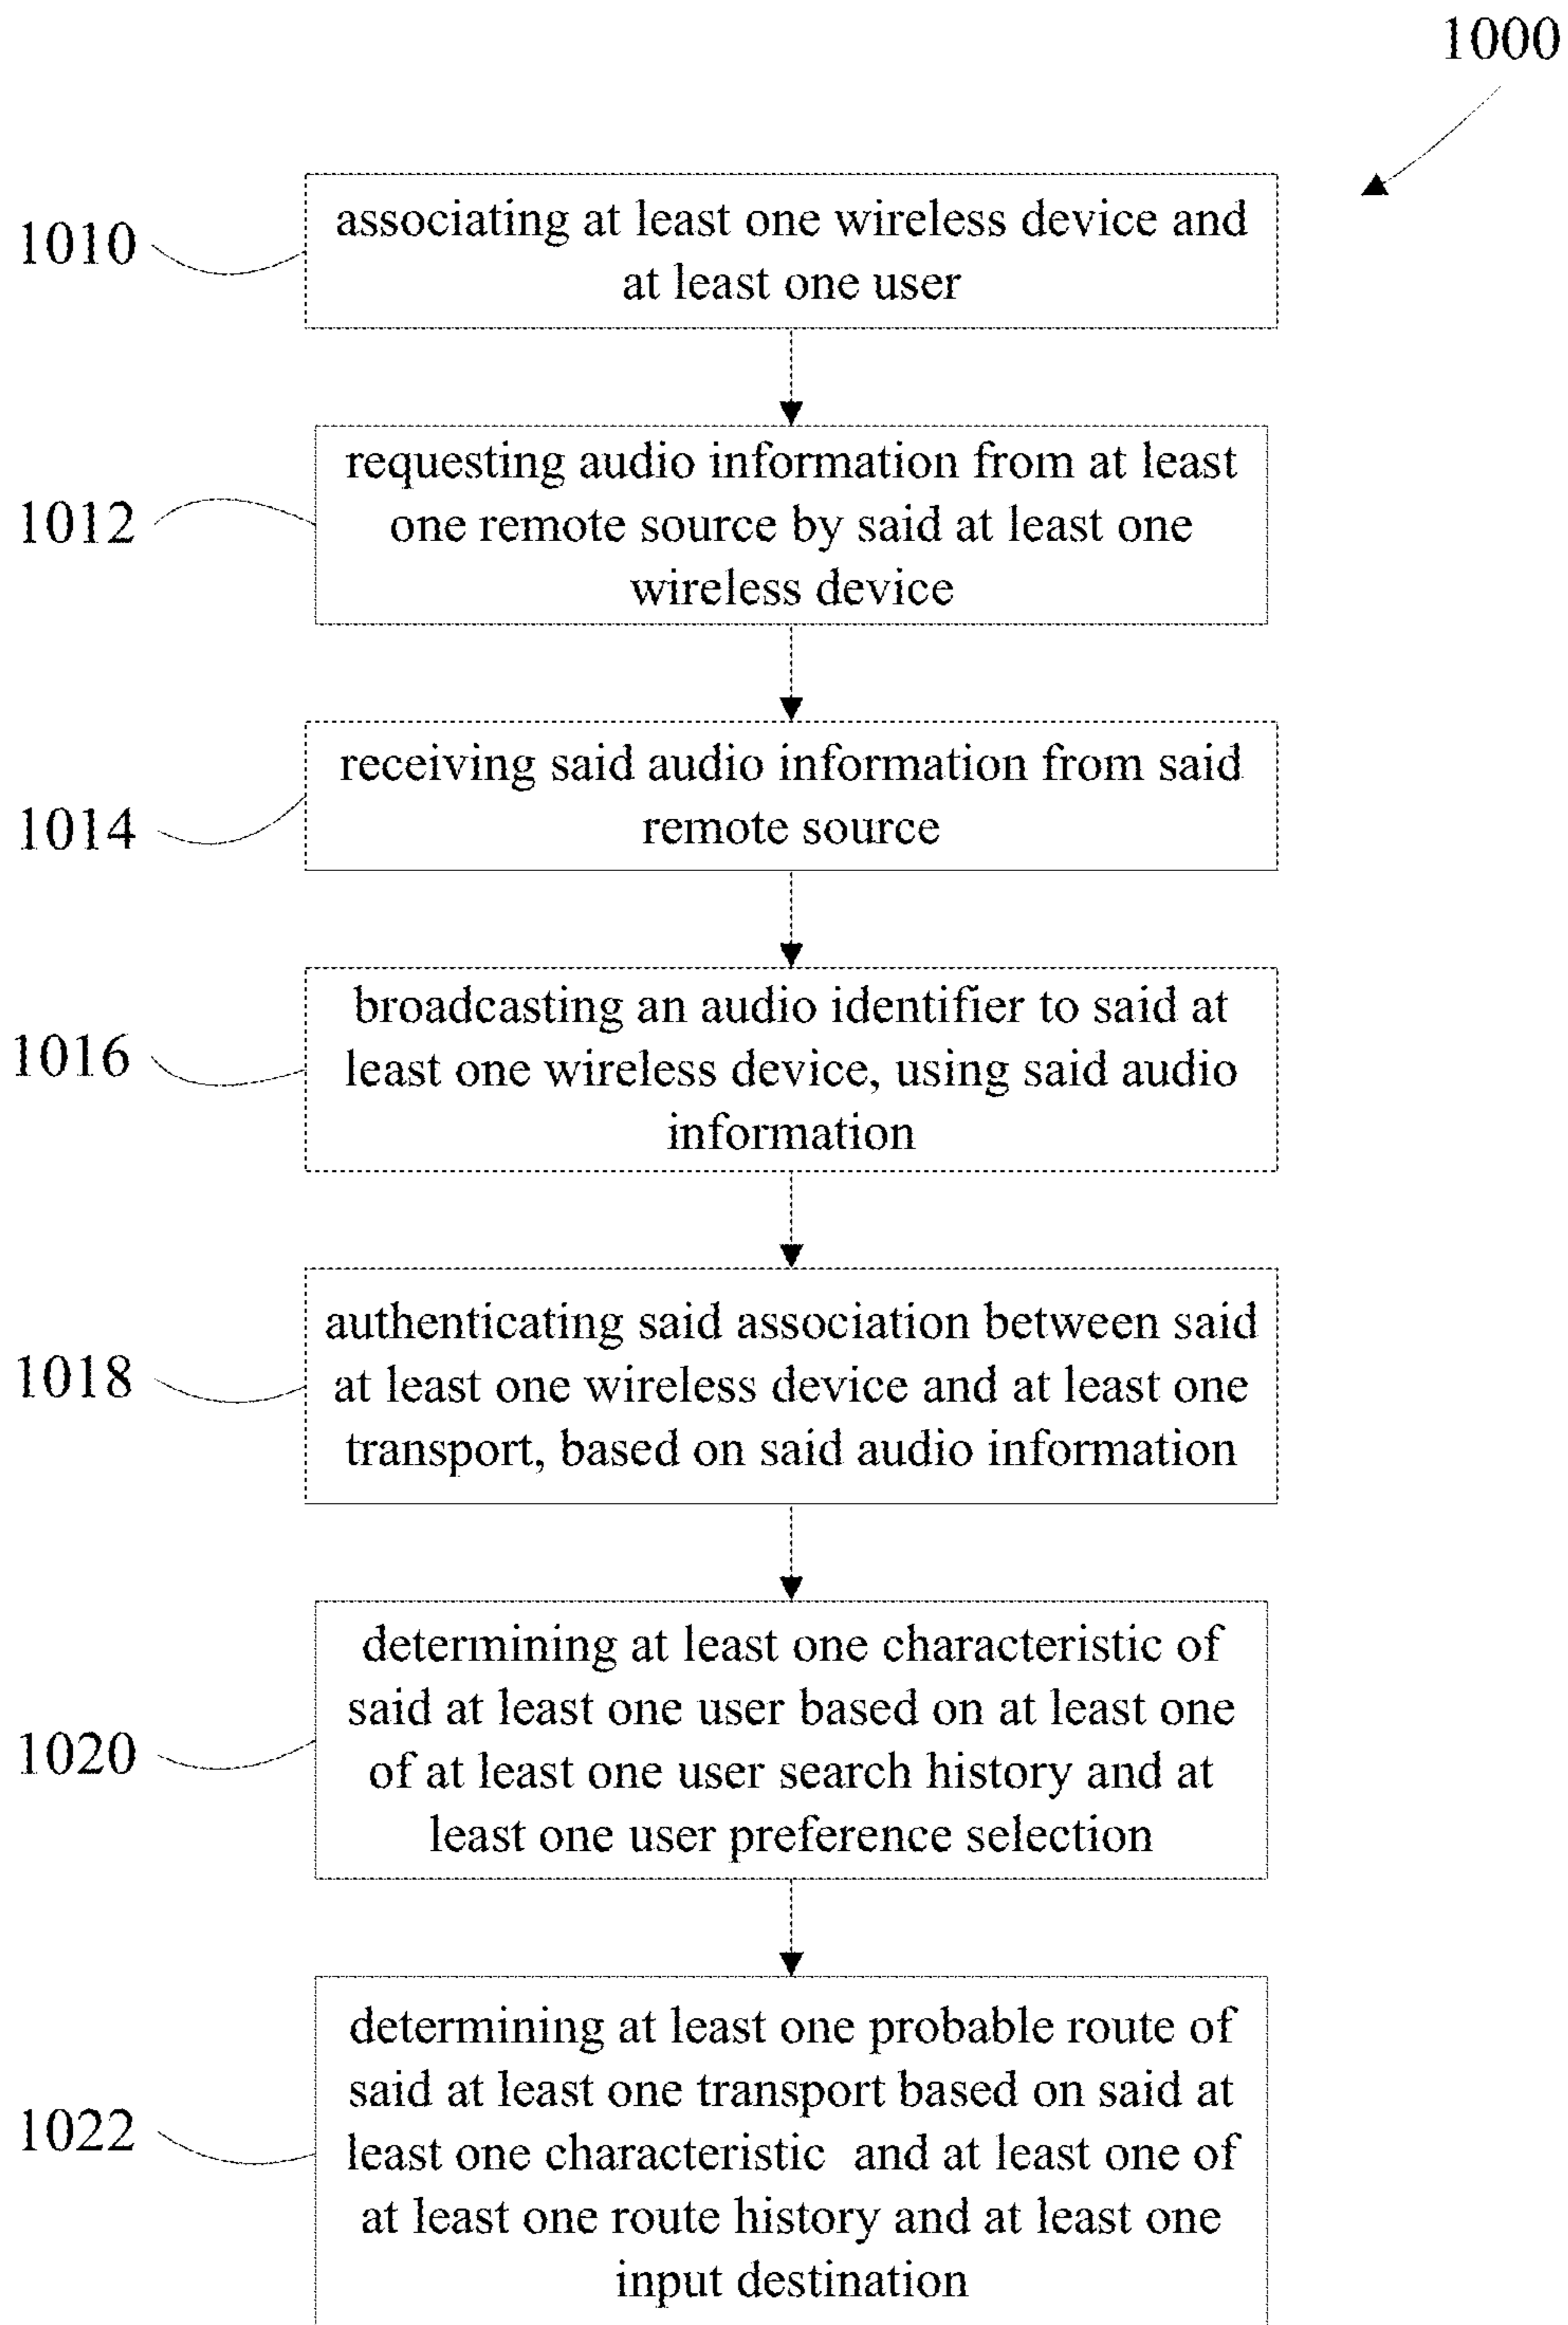 1000
1010
associating at least one wireless device and
at least one user
1012
requesting audio information from at least
one remote source by said at least one
wireless device
1014
receiving said audio information from said
remote source
1016
broadcasting an audio identifier to said at
least one wireless device, using said audio
information
1018
authenticating said association between said
at least one wireless device and at least one
transport, based on said audio information
1020
determining at least one characteristic of
said at least one user based on at least one
of at least one user search history and at
least one user preference selection
1022
determining at least one probable route of
said at least one transport based on said at
least one characteristic and at least one of
at least one route history and at least one
input destination